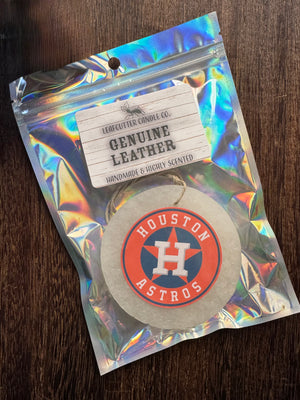 LEAFCUTTER CANDLE CO.
GENUINE
LEATHER
HANDMADE & HIGHLY SCENTED
HOUSTON
H
ASTROS